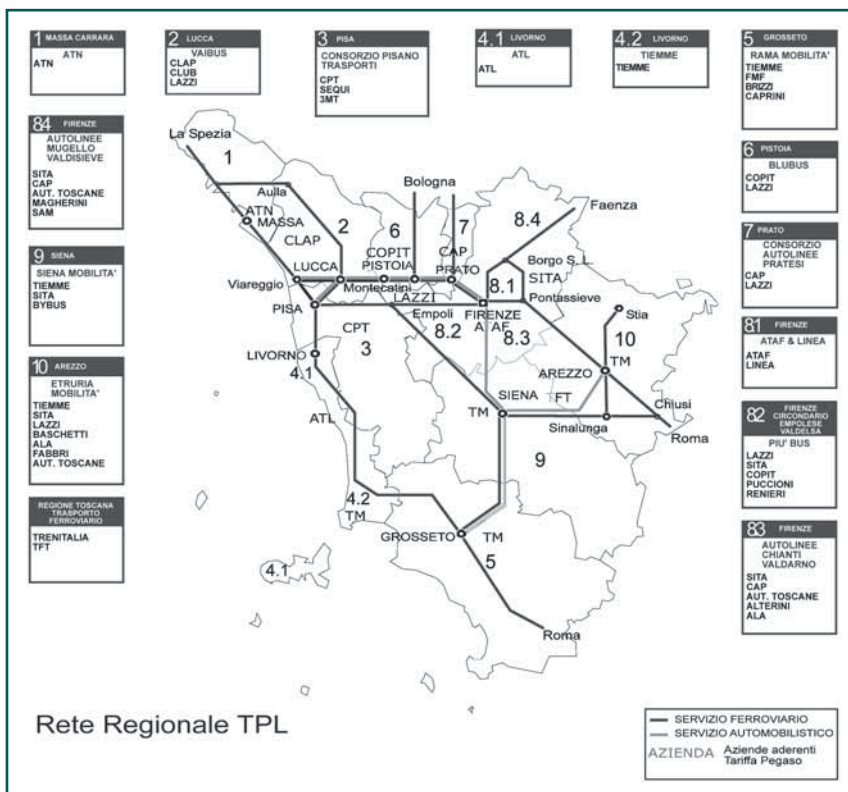 1 MASSA CARRARA
ATN
ATN
2 LUCCA
VAIBUS
CLAP
CLUB
LAZZI
3 PISA
CONSORZIO PISANO
TRASPORTI
CPT
SEQUI
3MT
4.1 LIVORNO
ATL
ATL
4.2 LIVORNO
TIEMME
TIEMME
5 GROSSETO
RAMA MOBILITA'
TIEMME
FMF
BRIZZI
CAPRINI
84 FIRENZE
AUTOLINEE
MUGELLO
VALDISIEVE
SITA
CAP
AUT. TOSCANE
MAGHERINI
SAM
9 SIENA
SIENA MOBILITA'
TIEMME
SITA
BYBUS
10 AREZZO
ETRURIA
MOBILITA'
TIEMME
SITA
LAZZI
BASCHETTI
ALA
FABBRI
AUT. TOSCANE
REGIONE TOSCANA
TRASPORTO
FERROVIARIO
TRENITALIA
TFT
6 PISTOIA
BLUBUS
COPIT
LAZZI
7 PRATO
CONSORZIO
AUTOLINEE
PRATESI
CAP
LAZZI
81 FIRENZE
ATAF & LINEA
ATAF
LINEA
82 FIRENZE
CIRCONDARIO
EMPOLESE
VALDELSA
PIU' BUS
LAZZI
SITA
COPIT
PUCCIONI
RENIERI
83 FIRENZE
AUTOLINEE
CHIANTI
VALDARNO
SITA
CAP
AUT. TOSCANE
ALTERINI
ALA
La Spezia
1
Aulla
Bologna
Faenza
ATN
MASSA
CLAP
2
6
7
8.4
COPIT
PISTOIA
CAP
PRATO
Borgo S. L.
SITA
LUCCA
Viareggio
Montecatini
LAZZI
8.1
Pontassieve
PISA
Empoli
FIRENZE
ATAF
Stia
CPT
3
8.2
8.3
10
LIVORNO
4.1
AREZZO
TM
SIENA
TFT
TM
Chiusi
Sinalunga
Roma
ATL
9
4.2
TM
GROSSETO
TM
5
4.1
Roma
Rete Regionale TPL
SERVIZIO FERROVIARIO
SERVIZIO AUTOMOBILISTICO
AZIENDA Aziende aderenti
Tariffa Pegaso